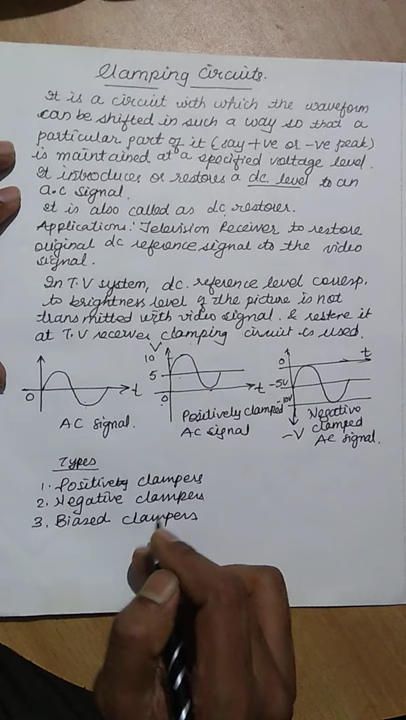 Clamping Circuits.
It is a circuit with which the waveform
can be shifted in such a way so that a
particular part of it (say +ve or -ve peak)
is maintained at a specified voltage level.
It introduces or restores a dc level to an
a.c signal.
It is also called as dc restorer.
Applications: Television Receiver to restore
original dc reference signal to the video
signal.
In T.V system, dc reference level corresp.
to brightness level of the picture is not
transmitted with video signal. & restore it
at T.V receiver clamping circuit is used.
0 t
AC signal.
V
10
5
0 t
Positively clamped
AC signal
0 t
-5V
-10V
-V
Negative
clamped
AC signal.
Types
1. Positively clampers
2. Negative clampers
3. Biased clampers